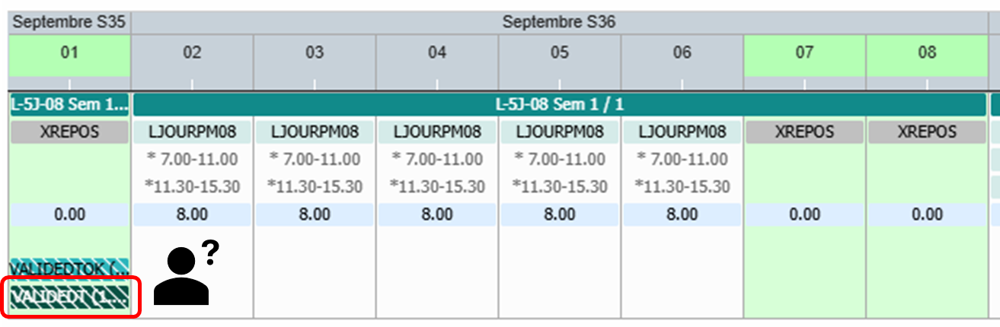 Septembre S35 Septembre S36
01 02 03 04 05 06 07 08
L-5J-08 Sem 1... L-5J-08 Sem 1 / 1
XREPOS LJOURPM08 LJOURPM08 LJOURPM08 LJOURPM08 LJOURPM08 XREPOS XREPOS
* 7.00-11.00 * 7.00-11.00 * 7.00-11.00 * 7.00-11.00 * 7.00-11.00
*11.30-15.30 *11.30-15.30 *11.30-15.30 *11.30-15.30 *11.30-15.30
0.00 8.00 8.00 8.00 8.00 8.00 0.00 0.00
?
VALIDEDTOK (...
VALIDEDT (1...